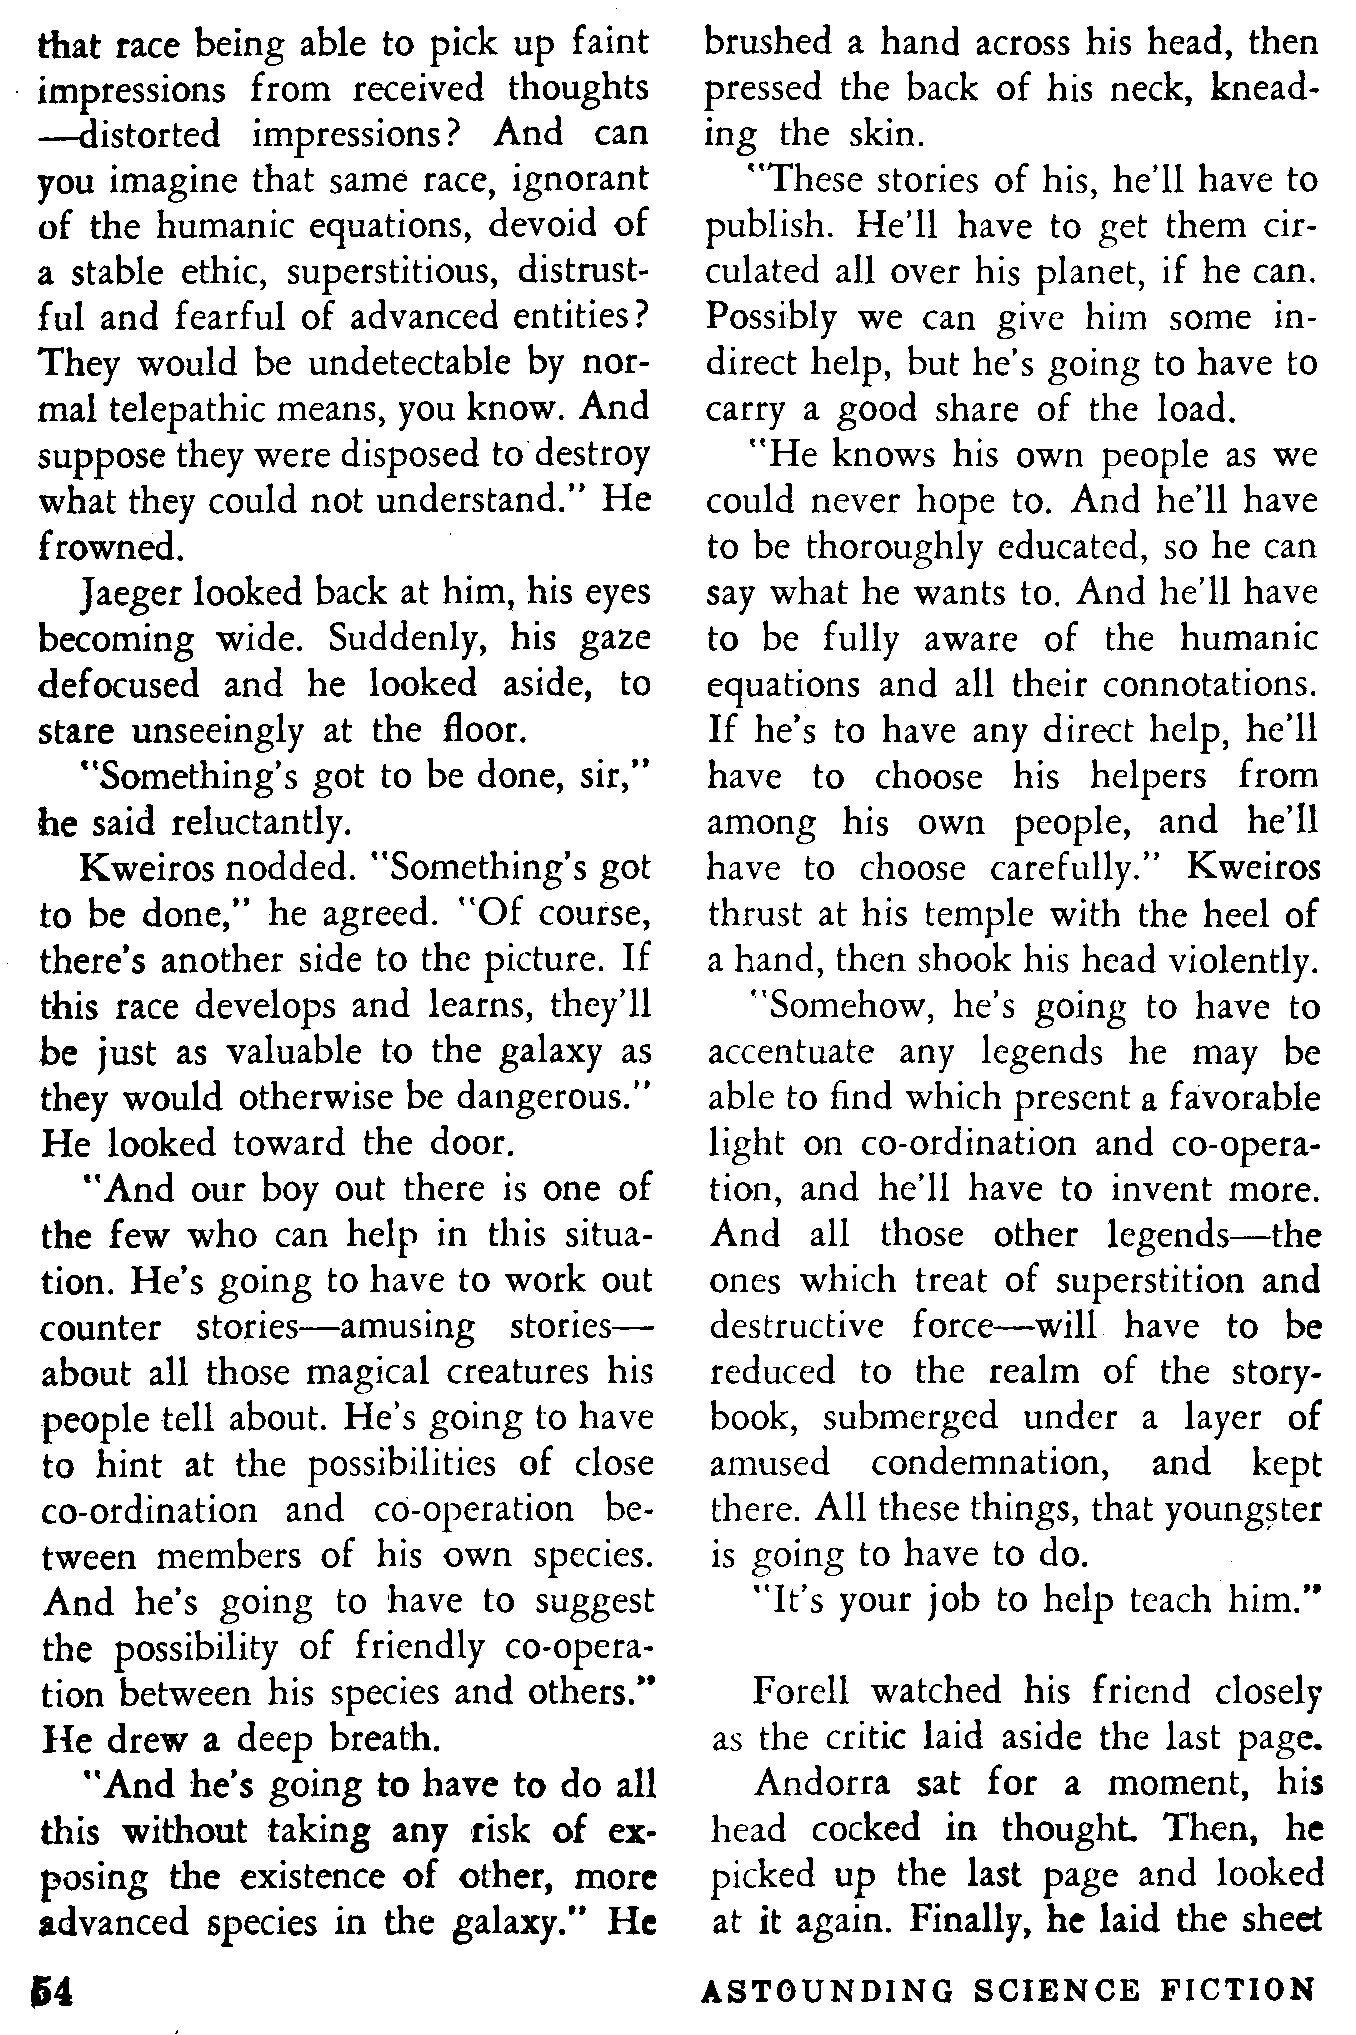 that race being able to pick up faint
impressions from received thoughts
—distorted impressions? And can
you imagine that same race, ignorant
of the humanic equations, devoid of
a stable ethic, superstitious, distrust-
ful and fearful of advanced entities?
They would be undetectable by nor-
mal telepathic means, you know. And
suppose they were disposed to destroy
what they could not understand." He
frowned.
Jaeger looked back at him, his eyes
becoming wide. Suddenly, his gaze
defocused and he looked aside, to
stare unseeingly at the floor.
"Something's got to be done, sir,"
he said reluctantly.
Kweiros nodded. "Something's got
to be done," he agreed. "Of course,
there's another side to the picture. If
this race develops and learns, they'll
be just as valuable to the galaxy as
they would otherwise be dangerous."
He looked toward the door.
"And our boy out there is one of
the few who can help in this situa-
tion. He's going to have to work out
counter stories—amusing stories—
about all those magical creatures his
people tell about. He's going to have
to hint at the possibilities of close
co-ordination and co-operation be-
tween members of his own species.
And he's going to have to suggest
the possibility of friendly co-opera-
tion between his species and others."
He drew a deep breath.
"And he's going to have to do all
this without taking any risk of ex-
posing the existence of other, more
advanced species in the galaxy." He
brushed a hand across his head, then
pressed the back of his neck, knead-
ing the skin.
"These stories of his, he'll have to
publish. He'll have to get them cir-
culated all over his planet, if he can.
Possibly we can give him some in-
direct help, but he's going to have to
carry a good share of the load.
"He knows his own people as we
could never hope to. And he'll have
to be thoroughly educated, so he can
say what he wants to. And he'll have
to be fully aware of the humanic
equations and all their connotations.
If he's to have any direct help, he'll
have to choose his helpers from
among his own people, and he'll
have to choose carefully." Kweiros
thrust at his temple with the heel of
a hand, then shook his head violently.
"Somehow, he's going to have to
accentuate any legends he may be
able to find which present a favorable
light on co-ordination and co-opera-
tion, and he'll have to invent more.
And all those other legends—the
ones which treat of superstition and
destructive force—will have to be
reduced to the realm of the story-
book, submerged under a layer of
amused condemnation, and kept
there. All these things, that youngster
is going to have to do.
"It's your job to help teach him."
Forell watched his friend closely
as the critic laid aside the last page.
Andorra sat for a moment, his
head cocked in thought. Then, he
picked up the last page and looked
at it again. Finally, he laid the sheet
54
ASTOUNDING SCIENCE FICTION